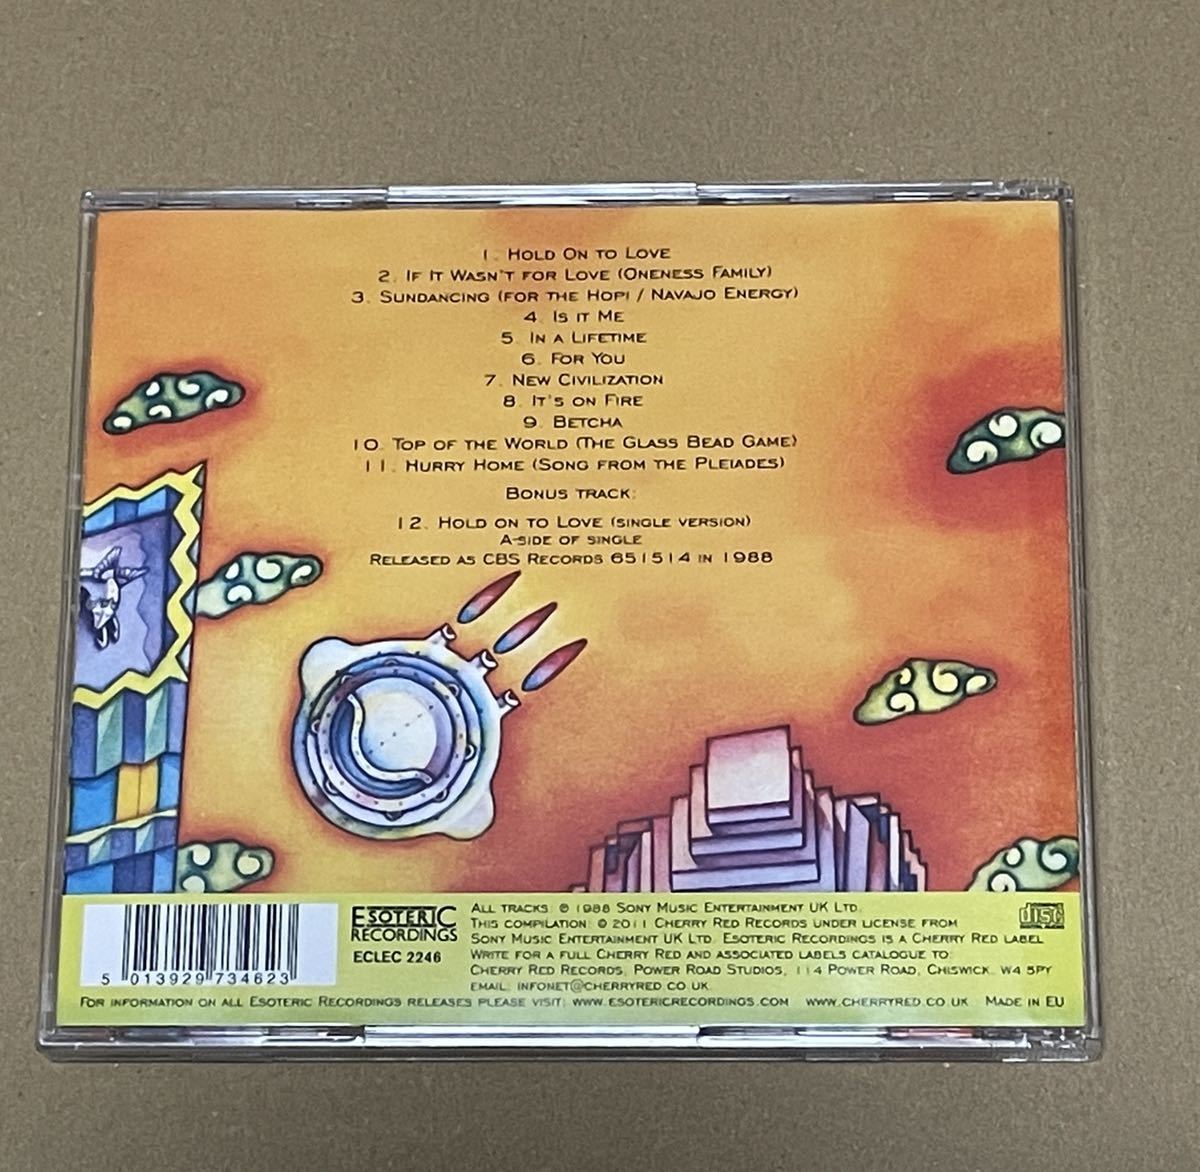 1. Hold On to Love
2. If It Wasn't for Love (Oneness Family)
3. Sundancing (for the Hopi / Navajo Energy)
4. Is it Me
5. In a Lifetime
6. For You
7. New Civilization
8. It's on Fire
9. Betcha
10. Top of the World (The Glass Bead Game)
11. Hurry Home (Song from the Pleiades)
Bonus track:
12. Hold on to Love (single version)
A-side of single
Released as CBS Records 651514 in 1988
5 013929 734623
Esoteric
Recordings
ECLEC 2246
All tracks ℗ 1988 Sony Music Entertainment UK Ltd.
This compilation © 2011 Cherry Red Records under license from
Sony Music Entertainment UK Ltd. Esoteric Recordings is a Cherry Red label
Write for a full Cherry Red and associated labels catalogue to:
Cherry Red Records, Power Road Studios, 114 Power Road, Chiswick. W4 5PY
email: infonet@cherryred.co.uk
For information on all Esoteric Recordings releases please visit: www.esotericrecordings.com www.cherryred.co.uk Made in EU
disc
DIGITAL AUDIO